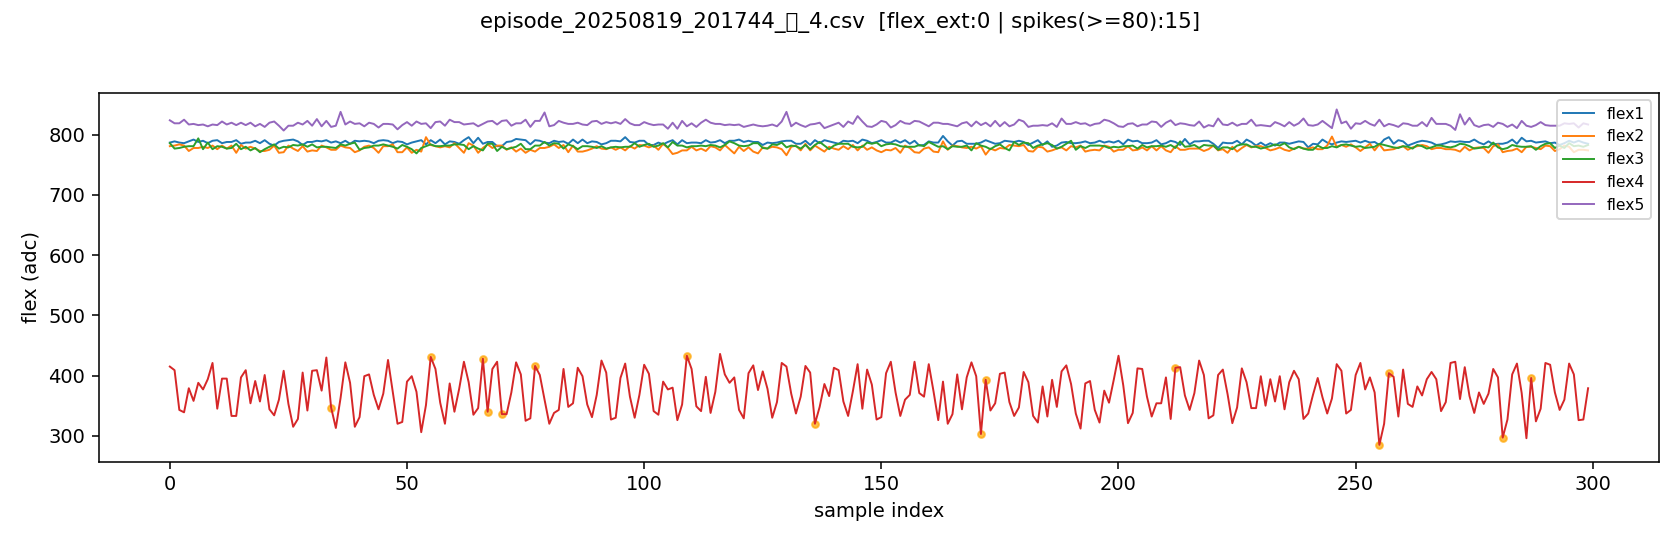 episode_20250819_201744_▯_4.csv [flex_ext:0 | spikes(>=80):15]
flex1
flex2
flex3
flex4
flex5
800
700
600
500
400
300
flex (adc)
0 50 100 150 200 250 300
sample index